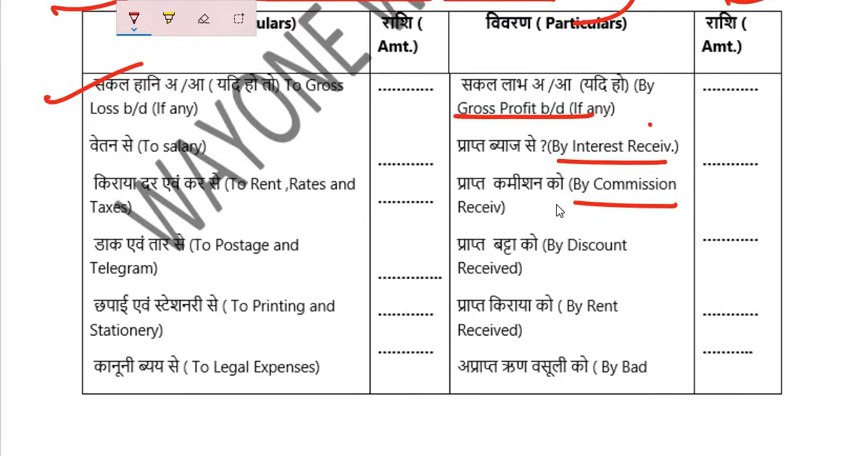 ulars)
राशि (
Amt.)
विवरण ( Particulars)
राशि (
Amt.)
सकल हानि अ /आ ( यदि हो तो) To Gross
Loss b/d (If any)
वेतन से (To salary)
किराया दर एवं कर से (To Rent ,Rates and
Taxes)
डाक एवं तार से (To Postage and
Telegram)
छपाई एवं स्टेशनरी से ( To Printing and
Stationery)
कानूनी ब्यय से ( To Legal Expenses)
सकल लाभ अ /आ (यदि हो) (By
Gross Profit b/d (If any)
प्राप्त ब्याज से ?(By Interest Receiv.)
प्राप्त कमीशन को (By Commission
Receiv)
प्राप्त बट्टा को (By Discount
Received)
प्राप्त किराया को ( By Rent
Received)
अप्राप्त ऋण वसूली को ( By Bad
WAYONE W